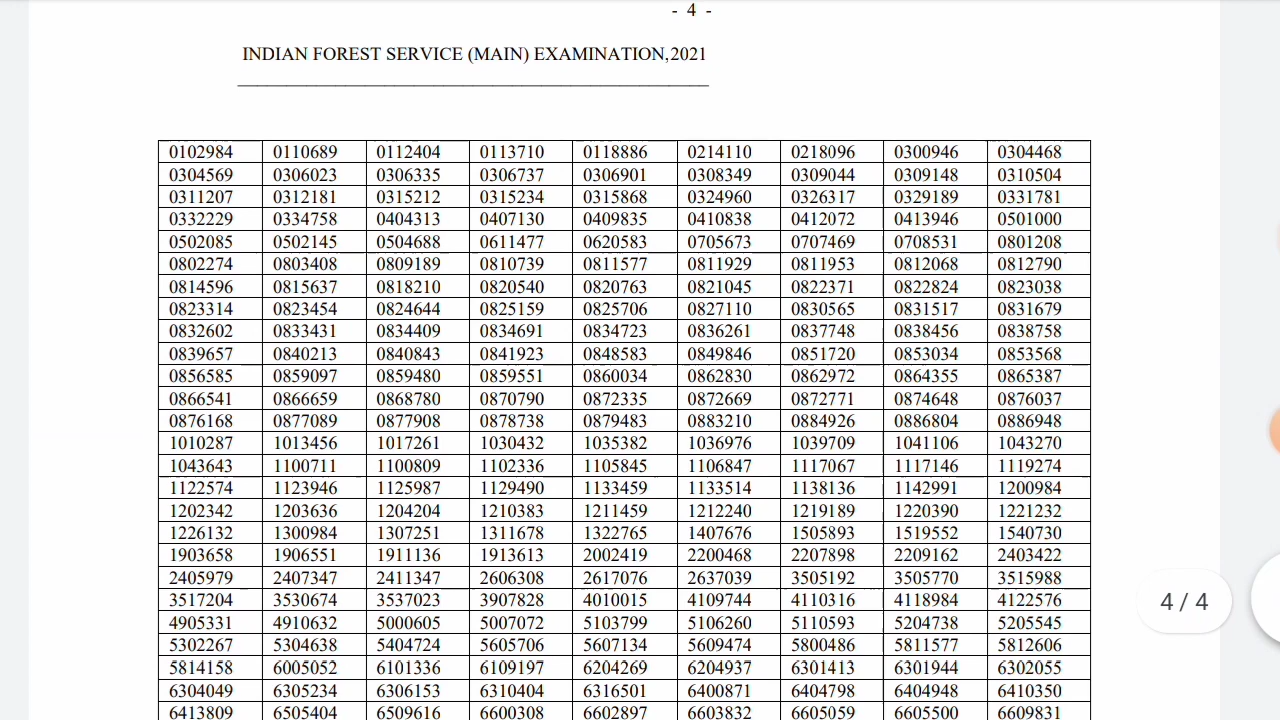 - 4 -
INDIAN FOREST SERVICE (MAIN) EXAMINATION,2021
0102984 0110689 0112404 0113710 0118886 0214110 0218096 0300946 0304468
0304569 0306023 0306335 0306737 0306901 0308349 0309044 0309148 0310504
0311207 0312181 0315212 0315234 0315868 0324960 0326317 0329189 0331781
0332229 0334758 0404313 0407130 0409835 0410838 0412072 0413946 0501000
0502085 0502145 0504688 0611477 0620583 0705673 0707469 0708531 0801208
0802274 0803408 0809189 0810739 0811577 0811929 0811953 0812068 0812790
0814596 0815637 0818210 0820540 0820763 0821045 0822371 0822824 0823038
0823314 0823454 0824644 0825159 0825706 0827110 0830565 0831517 0831679
0832602 0833431 0834409 0834691 0834723 0836261 0837748 0838456 0838758
0839657 0840213 0840843 0841923 0848583 0849846 0851720 0853034 0853568
0856585 0859097 0859480 0859551 0860034 0862830 0862972 0864355 0865387
0866541 0866659 0868780 0870790 0872335 0872669 0872771 0874648 0876037
0876168 0877089 0877908 0878738 0879483 0883210 0884926 0886804 0886948
1010287 1013456 1017261 1030432 1035382 1036976 1039709 1041106 1043270
1043643 1100711 1100809 1102336 1105845 1106847 1117067 1117146 1119274
1122574 1123946 1125987 1129490 1133459 1133514 1138136 1142991 1200984
1202342 1203636 1204204 1210383 1211459 1212240 1219189 1220390 1221232
1226132 1300984 1307251 1311678 1322765 1407676 1505893 1519552 1540730
1903658 1906551 1911136 1913613 2002419 2200468 2207898 2209162 2403422
2405979 2407347 2411347 2606308 2617076 2637039 3505192 3505770 3515988
3517204 3530674 3537023 3907828 4010015 4109744 4110316 4118984 4122576
4905331 4910632 5000605 5007072 5103799 5106260 5110593 5204738 5205545
5302267 5304638 5404724 5605706 5607134 5609474 5800486 5811577 5812606
5814158 6005052 6101336 6109197 6204269 6204937 6301413 6301944 6302055
6304049 6305234 6306153 6310404 6316501 6400871 6404798 6404948 6410350
6413809 6505404 6509616 6600308 6602897 6603832 6605059 6605500 6609831
4 / 4